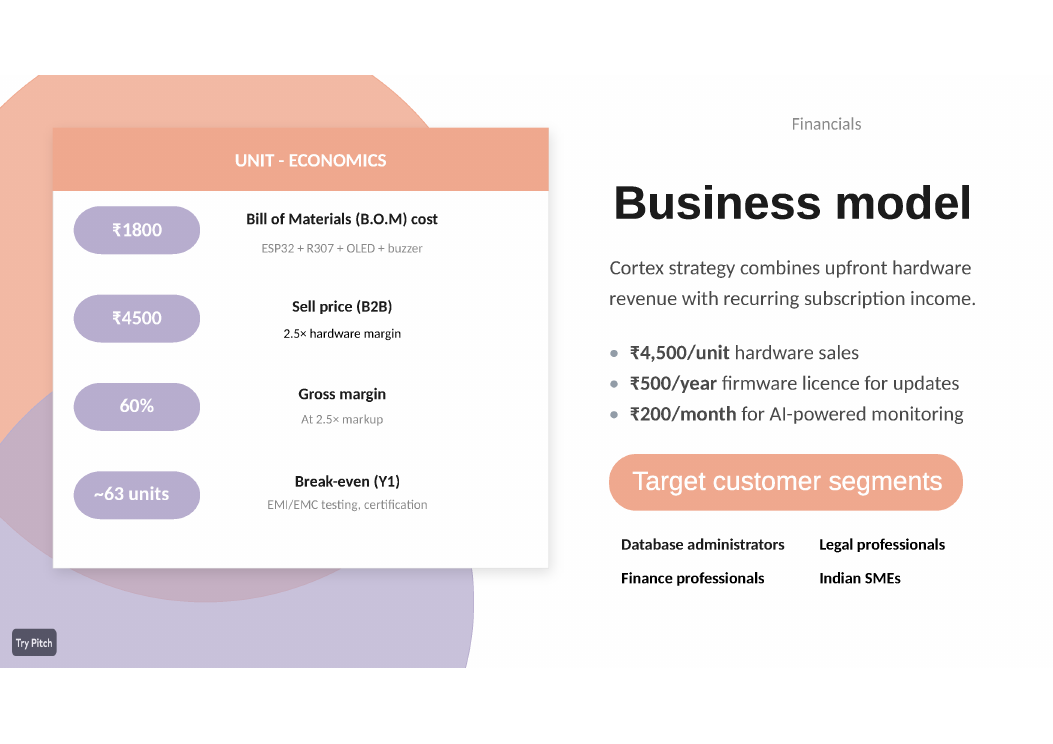 UNIT - ECONOMICS
₹1800
Bill of Materials (B.O.M) cost
ESP32 + R307 + OLED + buzzer
₹4500
Sell price (B2B)
2.5× hardware margin
60%
Gross margin
At 2.5× markup
~63 units
Break-even (Y1)
EMI/EMC testing, certification
Try Pitch
Financials
Business model
Cortex strategy combines upfront hardware
revenue with recurring subscription income.
• ₹4,500/unit hardware sales
• ₹500/year firmware licence for updates
• ₹200/month for AI-powered monitoring
Target customer segments
Database administrators Legal professionals
Finance professionals Indian SMEs